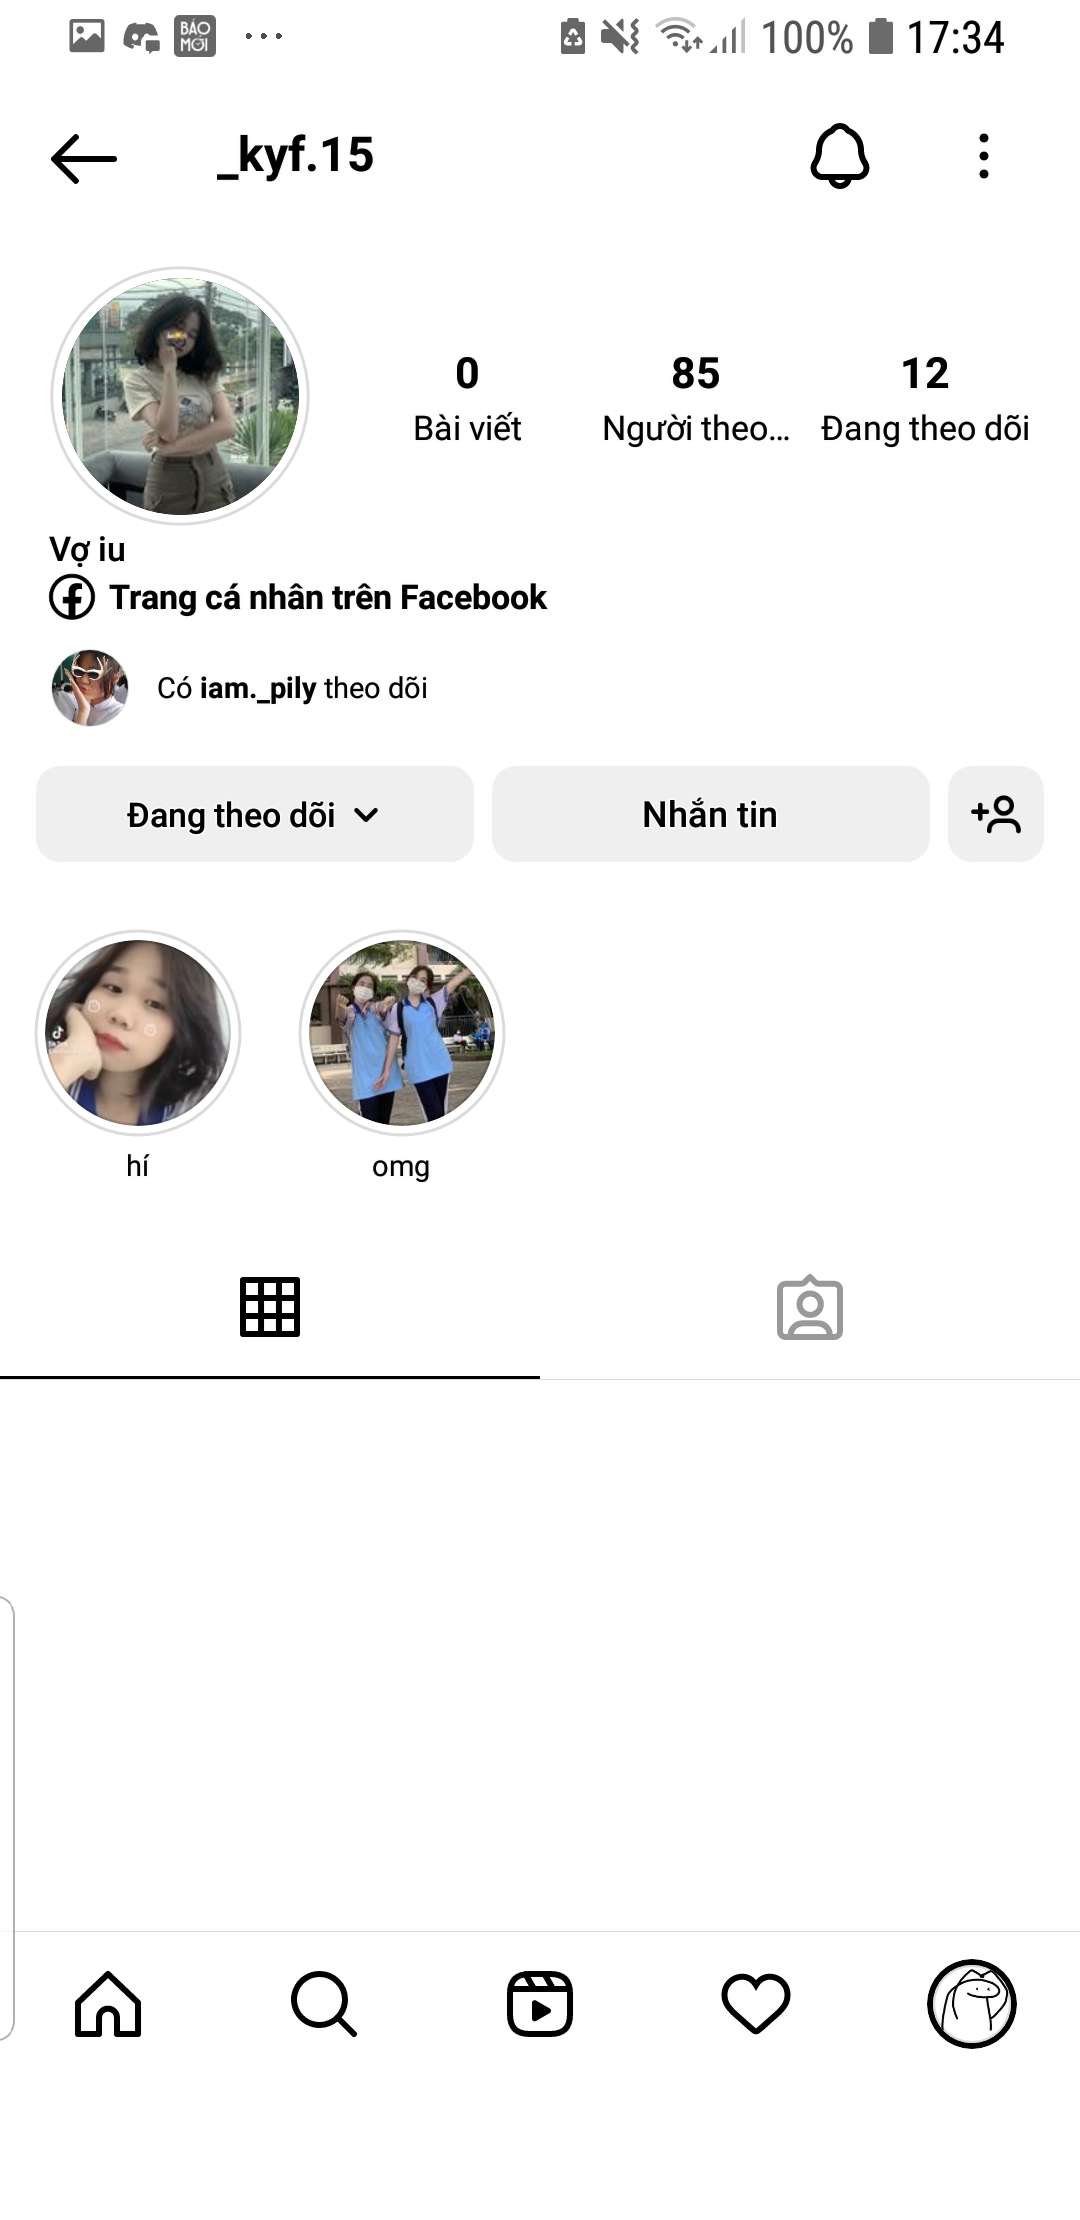 BÁO MỚI
100% 17:34
_kyf.15
0 85 12
Bài viết Người theo... Đang theo dõi
Vợ iu
Trang cá nhân trên Facebook
Có iam._pily theo dõi
Đang theo dõi Nhắn tin
hí omg